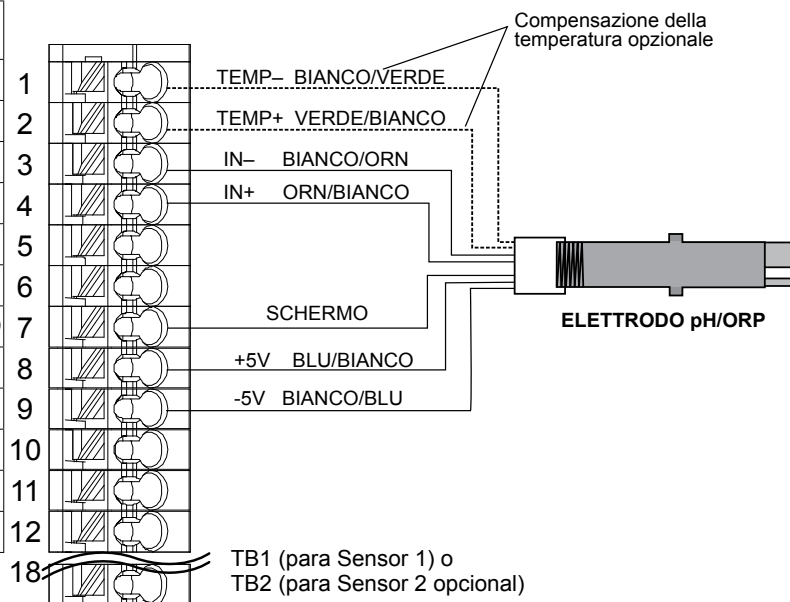 Compensazione della
temperatura opzionale
1 TEMP– BIANCO/VERDE
2 TEMP+ VERDE/BIANCO
3 IN– BIANCO/ORN
4 IN+ ORN/BIANCO
5
6
7 SCHERMO
8 +5V BLU/BIANCO
9 -5V BIANCO/BLU
10
11
12
18
ELETTRODO pH/ORP
TB1 (para Sensor 1) o
TB2 (para Sensor 2 opcional)